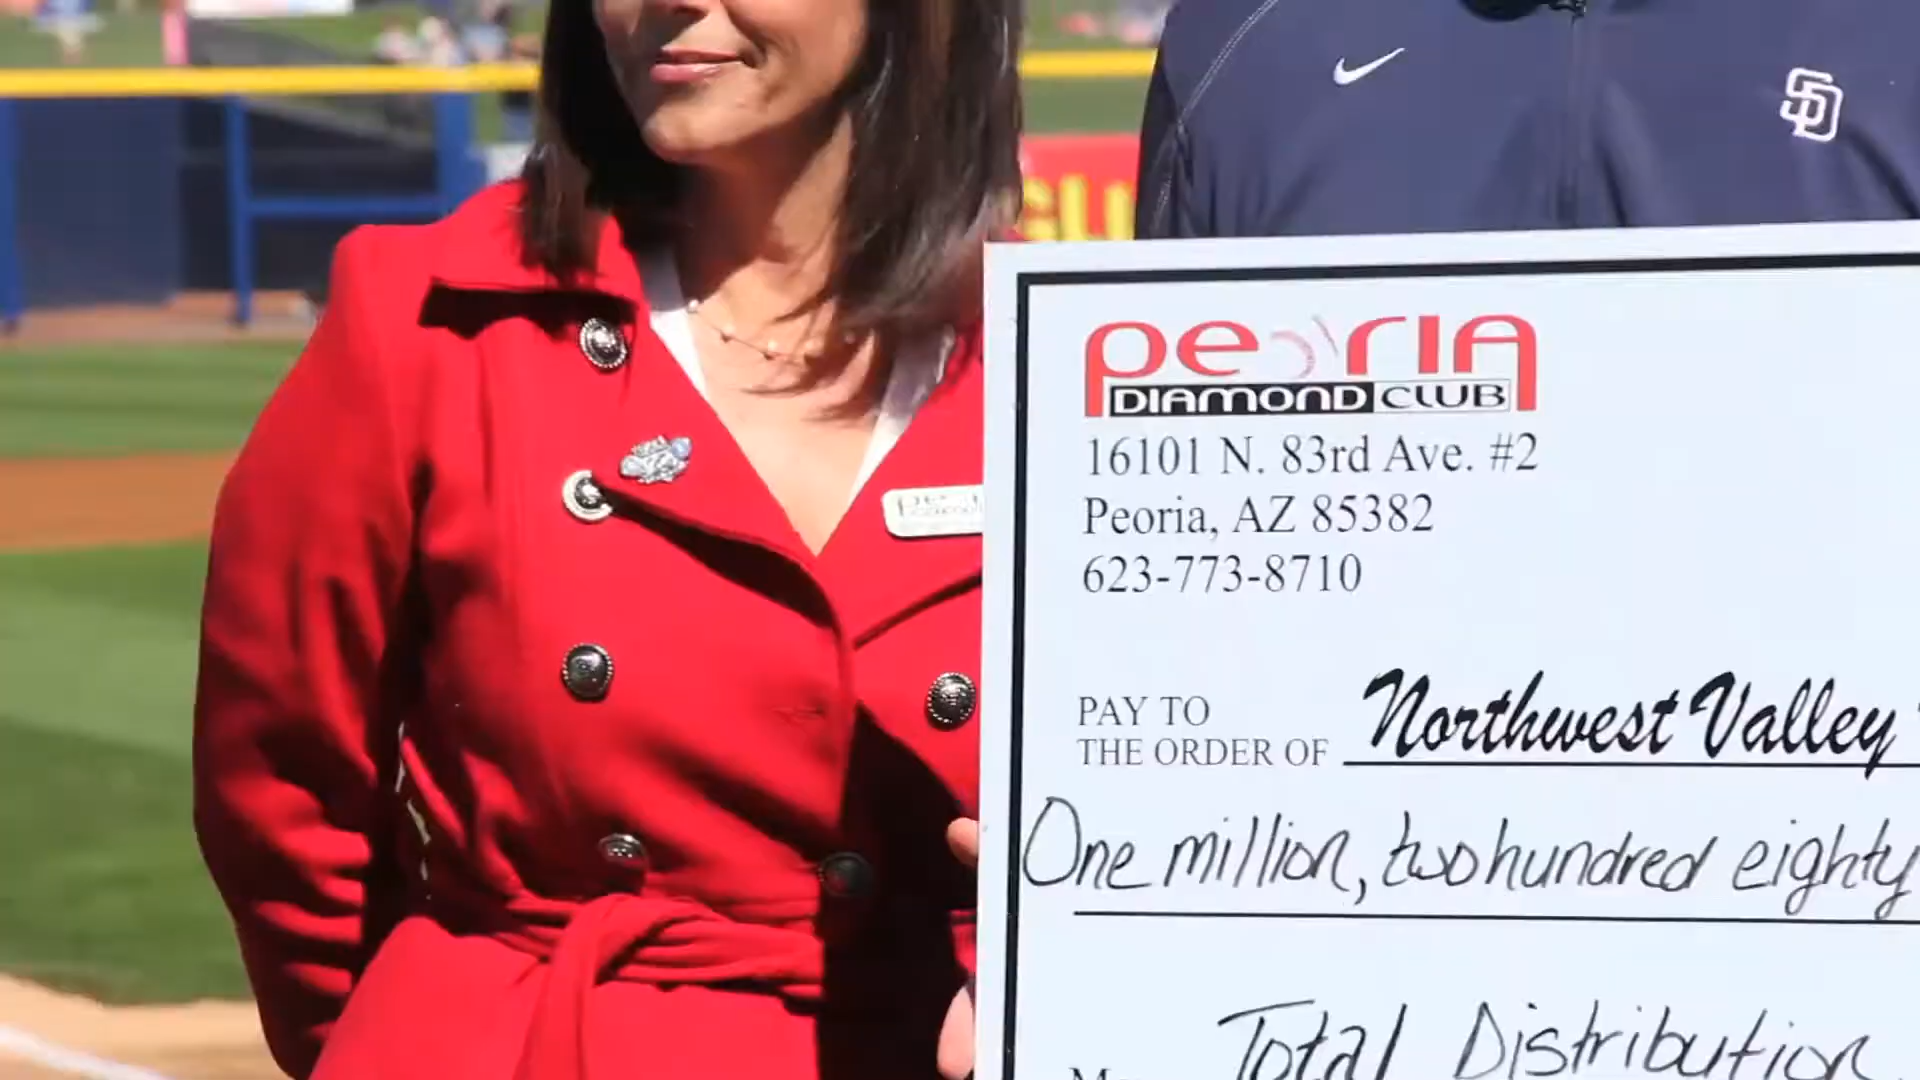 SD
PEORIA
DIAMOND CLUB
16101 N. 83rd Ave. #2
Peoria, AZ 85382
623-773-8710
PAY TO
THE ORDER OF Northwest Valley
One million, two hundred eighty
Total Distribution